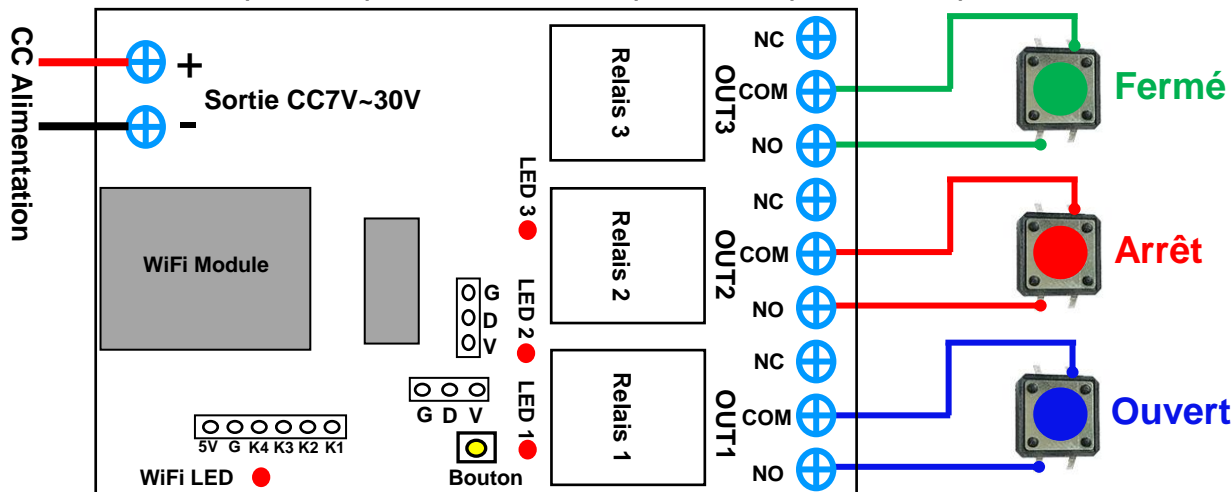 CC Alimentation
+
-
Sortie CC7V~30V
WiFi Module
5V G K4 K3 K2 K1
WiFi LED
G
D
V
G D V
Bouton
LED 3
LED 2
LED 1
Relais 3
Relais 2
Relais 1
OUT3
OUT2
OUT1
NC
COM
NO
NC
COM
NO
NC
COM
NO
Fermé
Arrêt
Ouvert